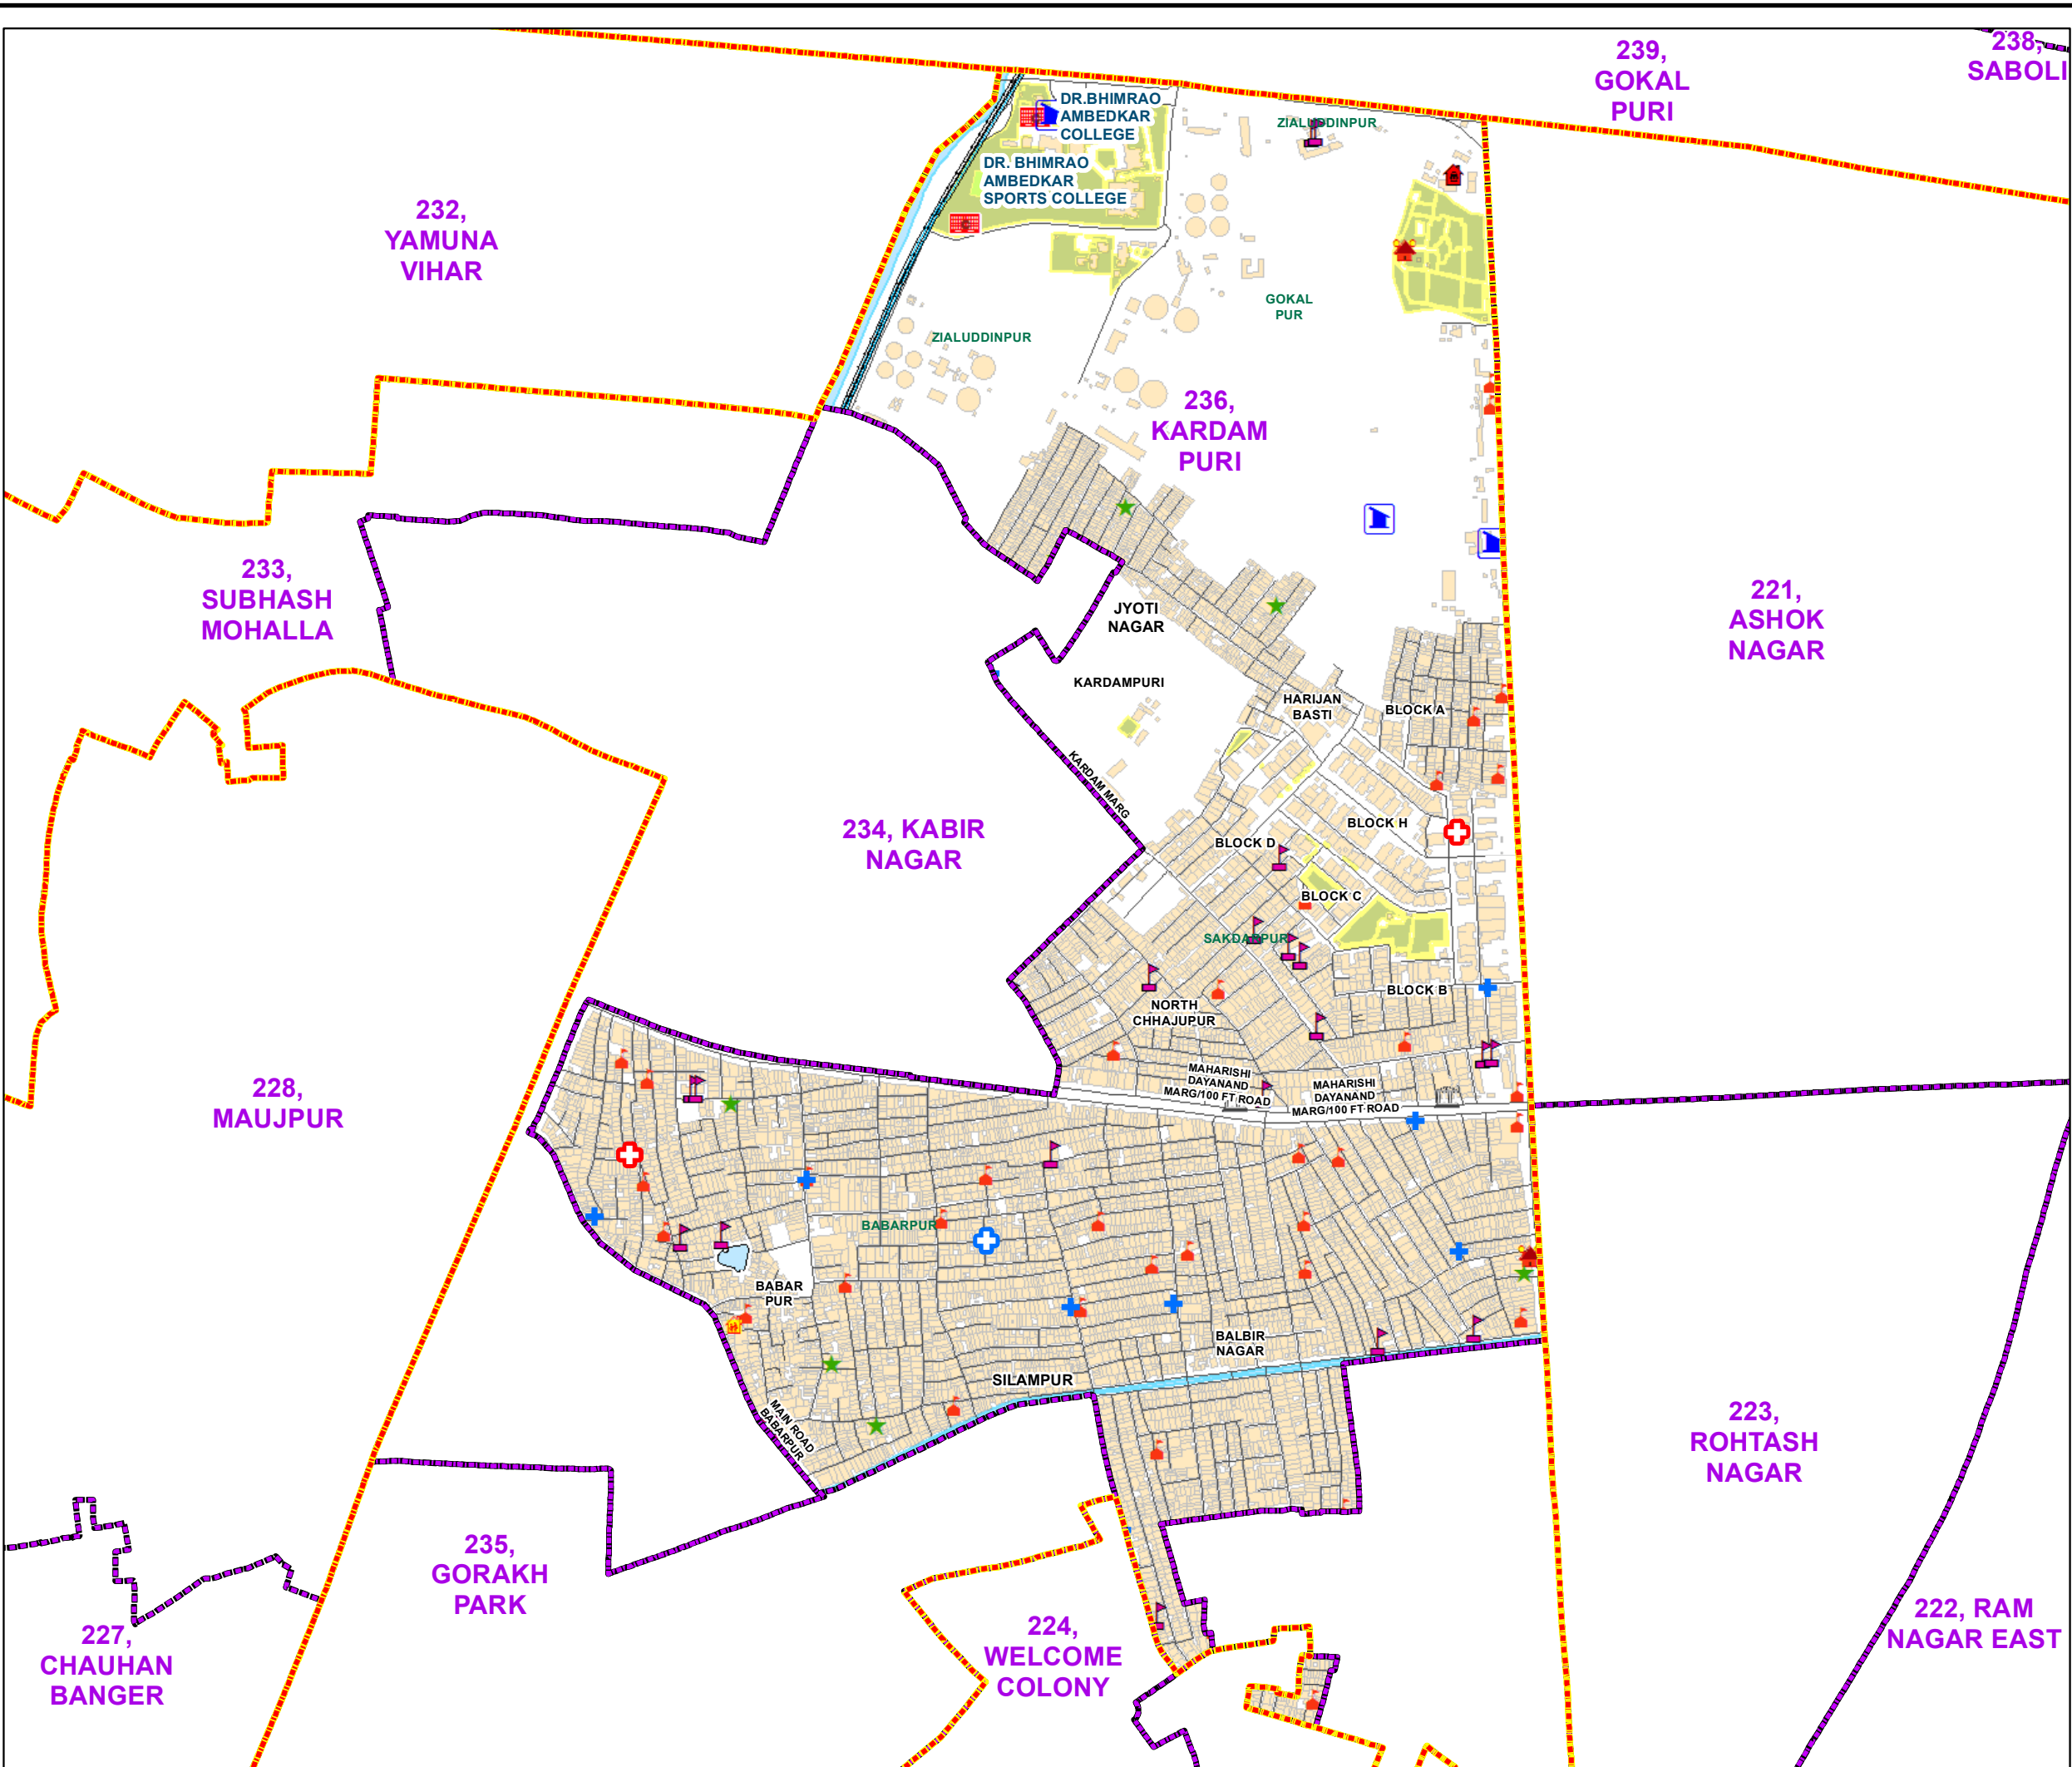 238,
SABOLI
239,
GOKAL
PURI
DR.BHIMRAO
AMBEDKAR
COLLEGE
ZIALUDDINPUR
DR. BHIMRAO
AMBEDKAR
SPORTS COLLEGE
232,
YAMUNA
VIHAR
GOKAL
PUR
ZIALUDDINPUR
236,
KARDAM
PURI
233,
SUBHASH
MOHALLA
221,
ASHOK
NAGAR
JYOTI
NAGAR
KARDAMPURI
HARIJAN
BASTI
BLOCK A
KARDAM MARG
234, KABIR
NAGAR
BLOCK H
BLOCK D
BLOCK C
SAKDARPUR
BLOCK B
NORTH
CHHAJUPUR
228,
MAUJPUR
MAHARISHI
DAYANAND
MARG/100 FT ROAD
MAHARISHI
DAYANAND
MARG/100 FT ROAD
BABARPUR
BABAR
PUR
BALBIR
NAGAR
SILAMPUR
MAIN ROAD
BABARPUR
223,
ROHTASH
NAGAR
235,
GORAKH
PARK
227,
CHAUHAN
BANGER
224,
WELCOME
COLONY
222, RAM
NAGAR EAST